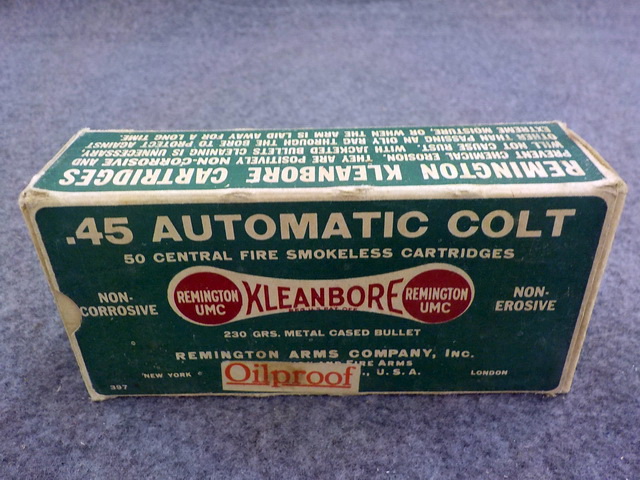 REMINGTON KLEANBORE CARTRIDGES
PREVENT CHEMICAL EROSION. THEY ARE POSITIVELY NON-CORROSIVE AND
WILL NOT CAUSE RUST. WITH JACKETED BULLETS CLEANING IS UNNECESSARY,
OTHER THAN PASSING AN OILY RAG THROUGH THE BORE TO PROTECT AGAINST
EXTREME MOISTURE, OR WHEN THE ARM IS LAID AWAY FOR A LONG TIME.
.45 AUTOMATIC COLT
50 CENTRAL FIRE SMOKELESS CARTRIDGES
NON-
CORROSIVE
REMINGTON
UMC
KLEANBORE
REMINGTON
UMC
NON-
EROSIVE
230 GRS. METAL CASED BULLET
REMINGTON ARMS COMPANY, INC.
FIRE ARMS
NEW YORK
Oilproof
., U.S.A.
LONDON
397